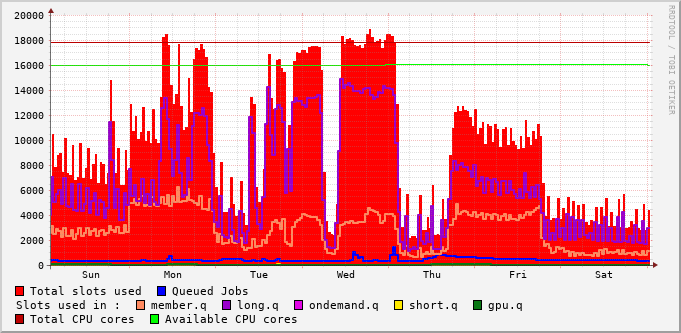 20000
18000
16000
14000
12000
10000
8000
6000
4000
2000
0
Sun Mon Tue Wed Thu Fri Sat
RRDTOOL / TOBI OETIKER
Total slots used Queued Jobs
Slots used in : member.q long.q ondemand.q short.q gpu.q
Total CPU cores Available CPU cores